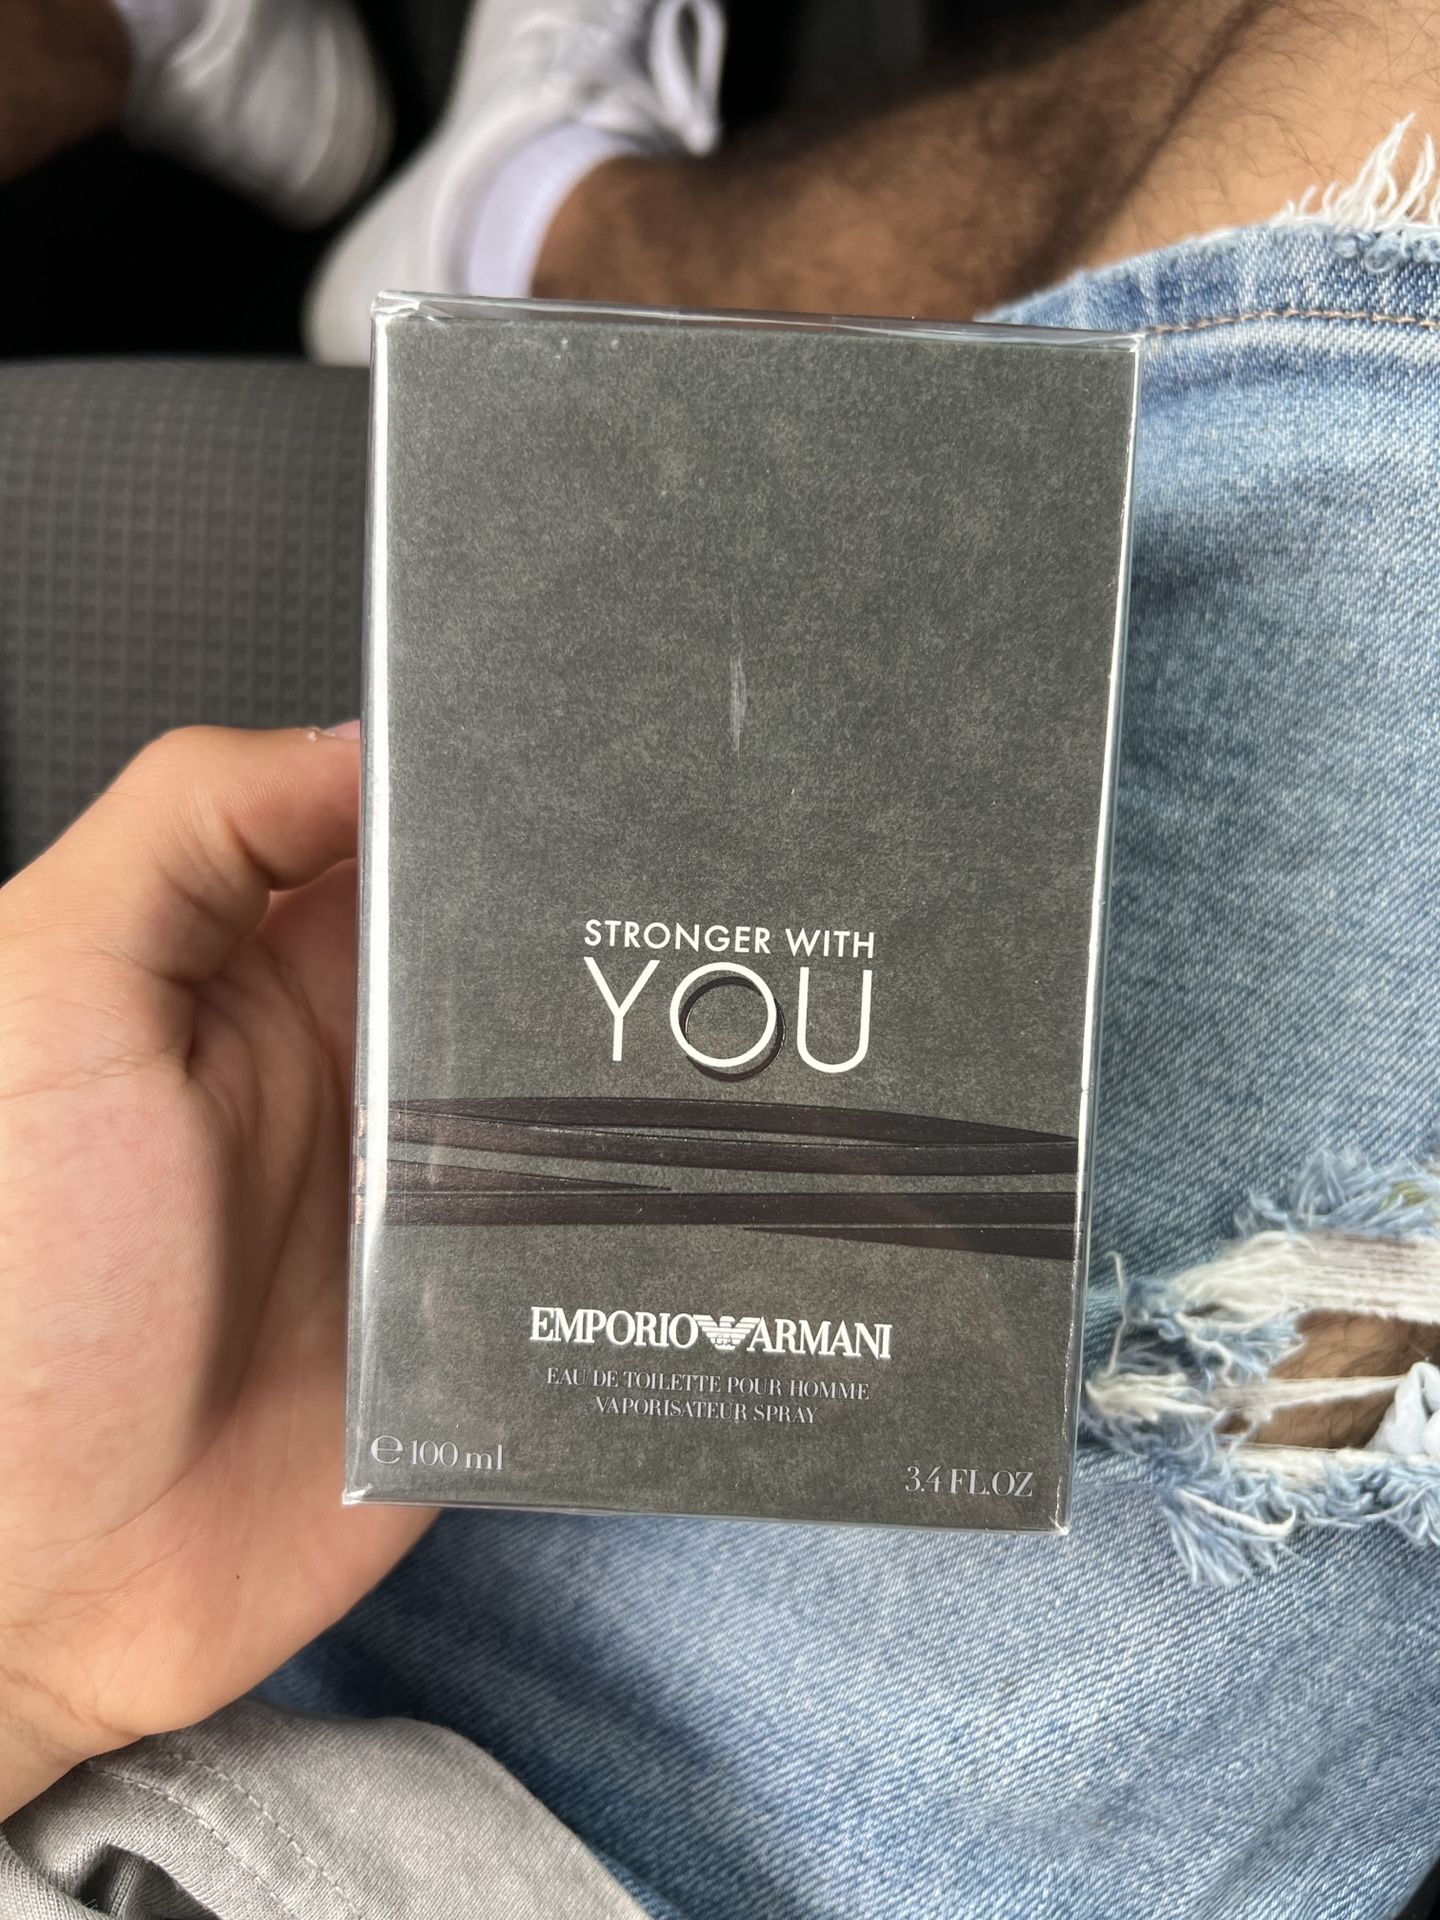 STRONGER WITH
YOU
EMPORIO ARMANI
EAU DE TOILETTE POUR HOMME
VAPORISATEUR SPRAY
℮ 100 ml
3.4 FL.OZ